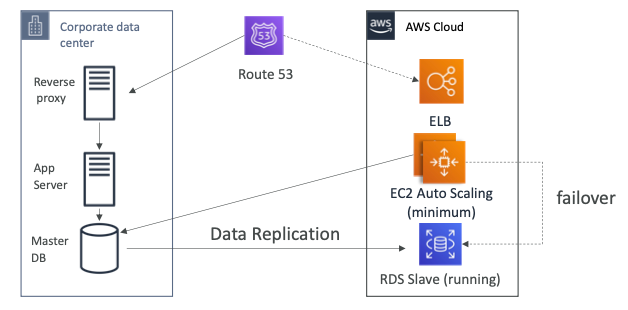 Corporate data
center
Reverse
proxy
App
Server
Master
DB
53
Route 53
aws
AWS Cloud
ELB
EC2 Auto Scaling
(minimum)
failover
Data Replication
RDS Slave (running)